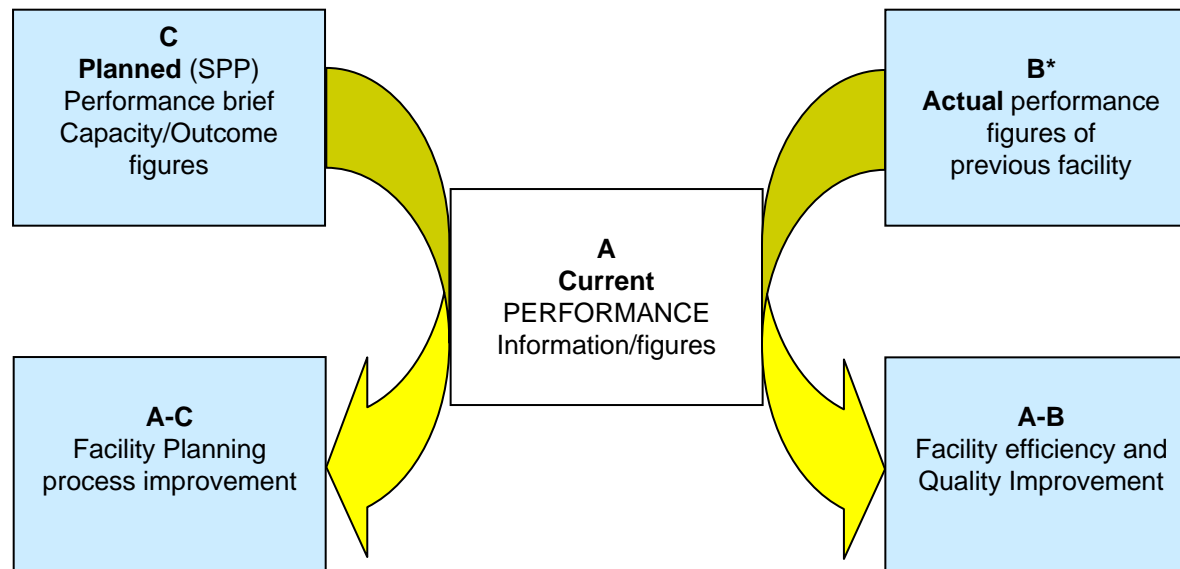 C
Planned (SPP)
Performance brief
Capacity/Outcome
figures
B*
Actual performance
figures of
previous facility
A
Current
PERFORMANCE
Information/figures
A-C
Facility Planning
process improvement
A-B
Facility efficiency and
Quality Improvement